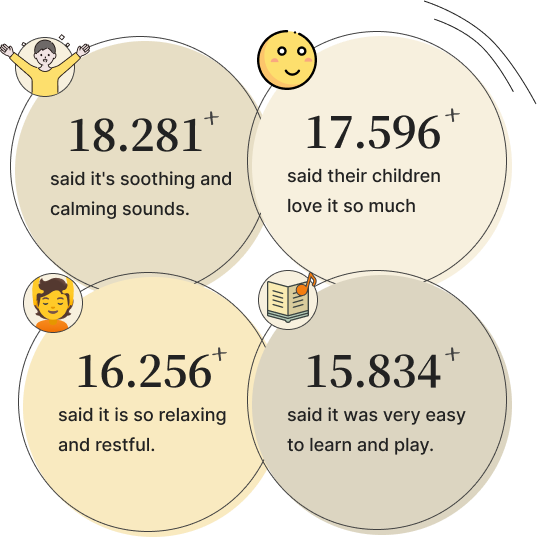 18.281+
said it's soothing and
calming sounds.
17.596+
said their children
love it so much
16.256+
said it is so relaxing
and restful.
15.834+
said it was very easy
to learn and play.